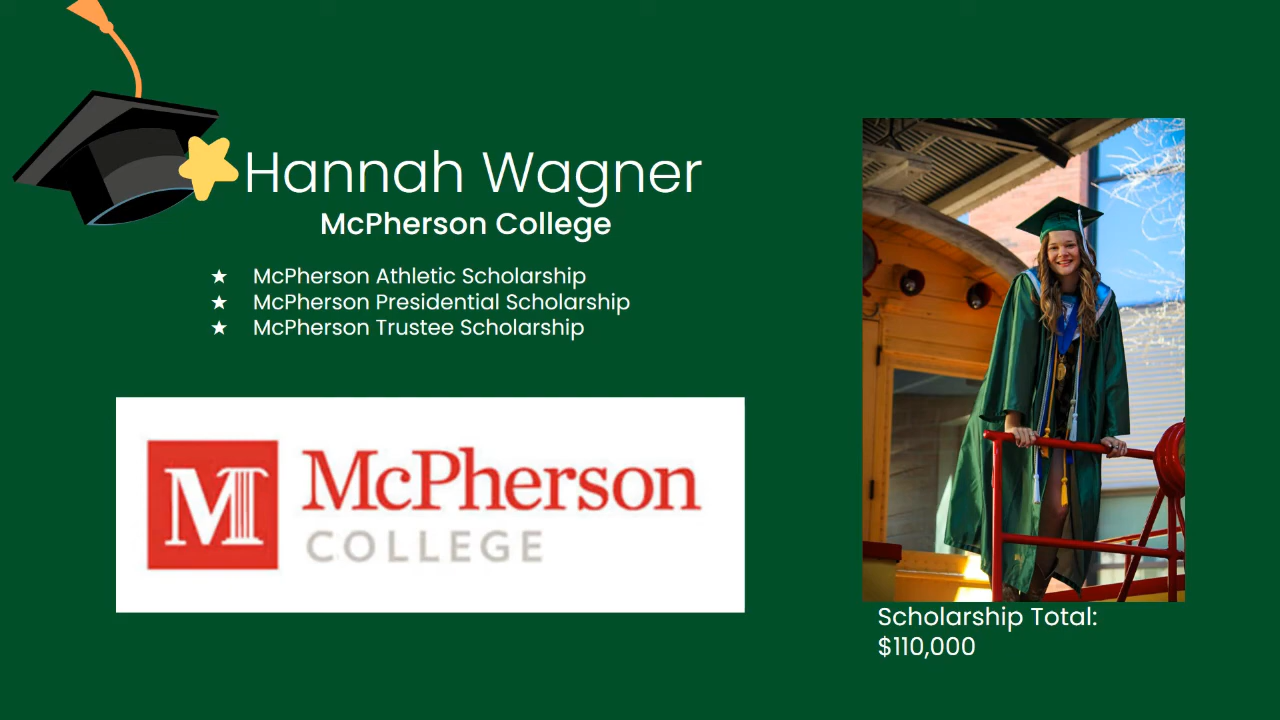 Hannah Wagner
McPherson College
★ McPherson Athletic Scholarship
★ McPherson Presidential Scholarship
★ McPherson Trustee Scholarship
M McPherson
COLLEGE
Scholarship Total:
$110,000